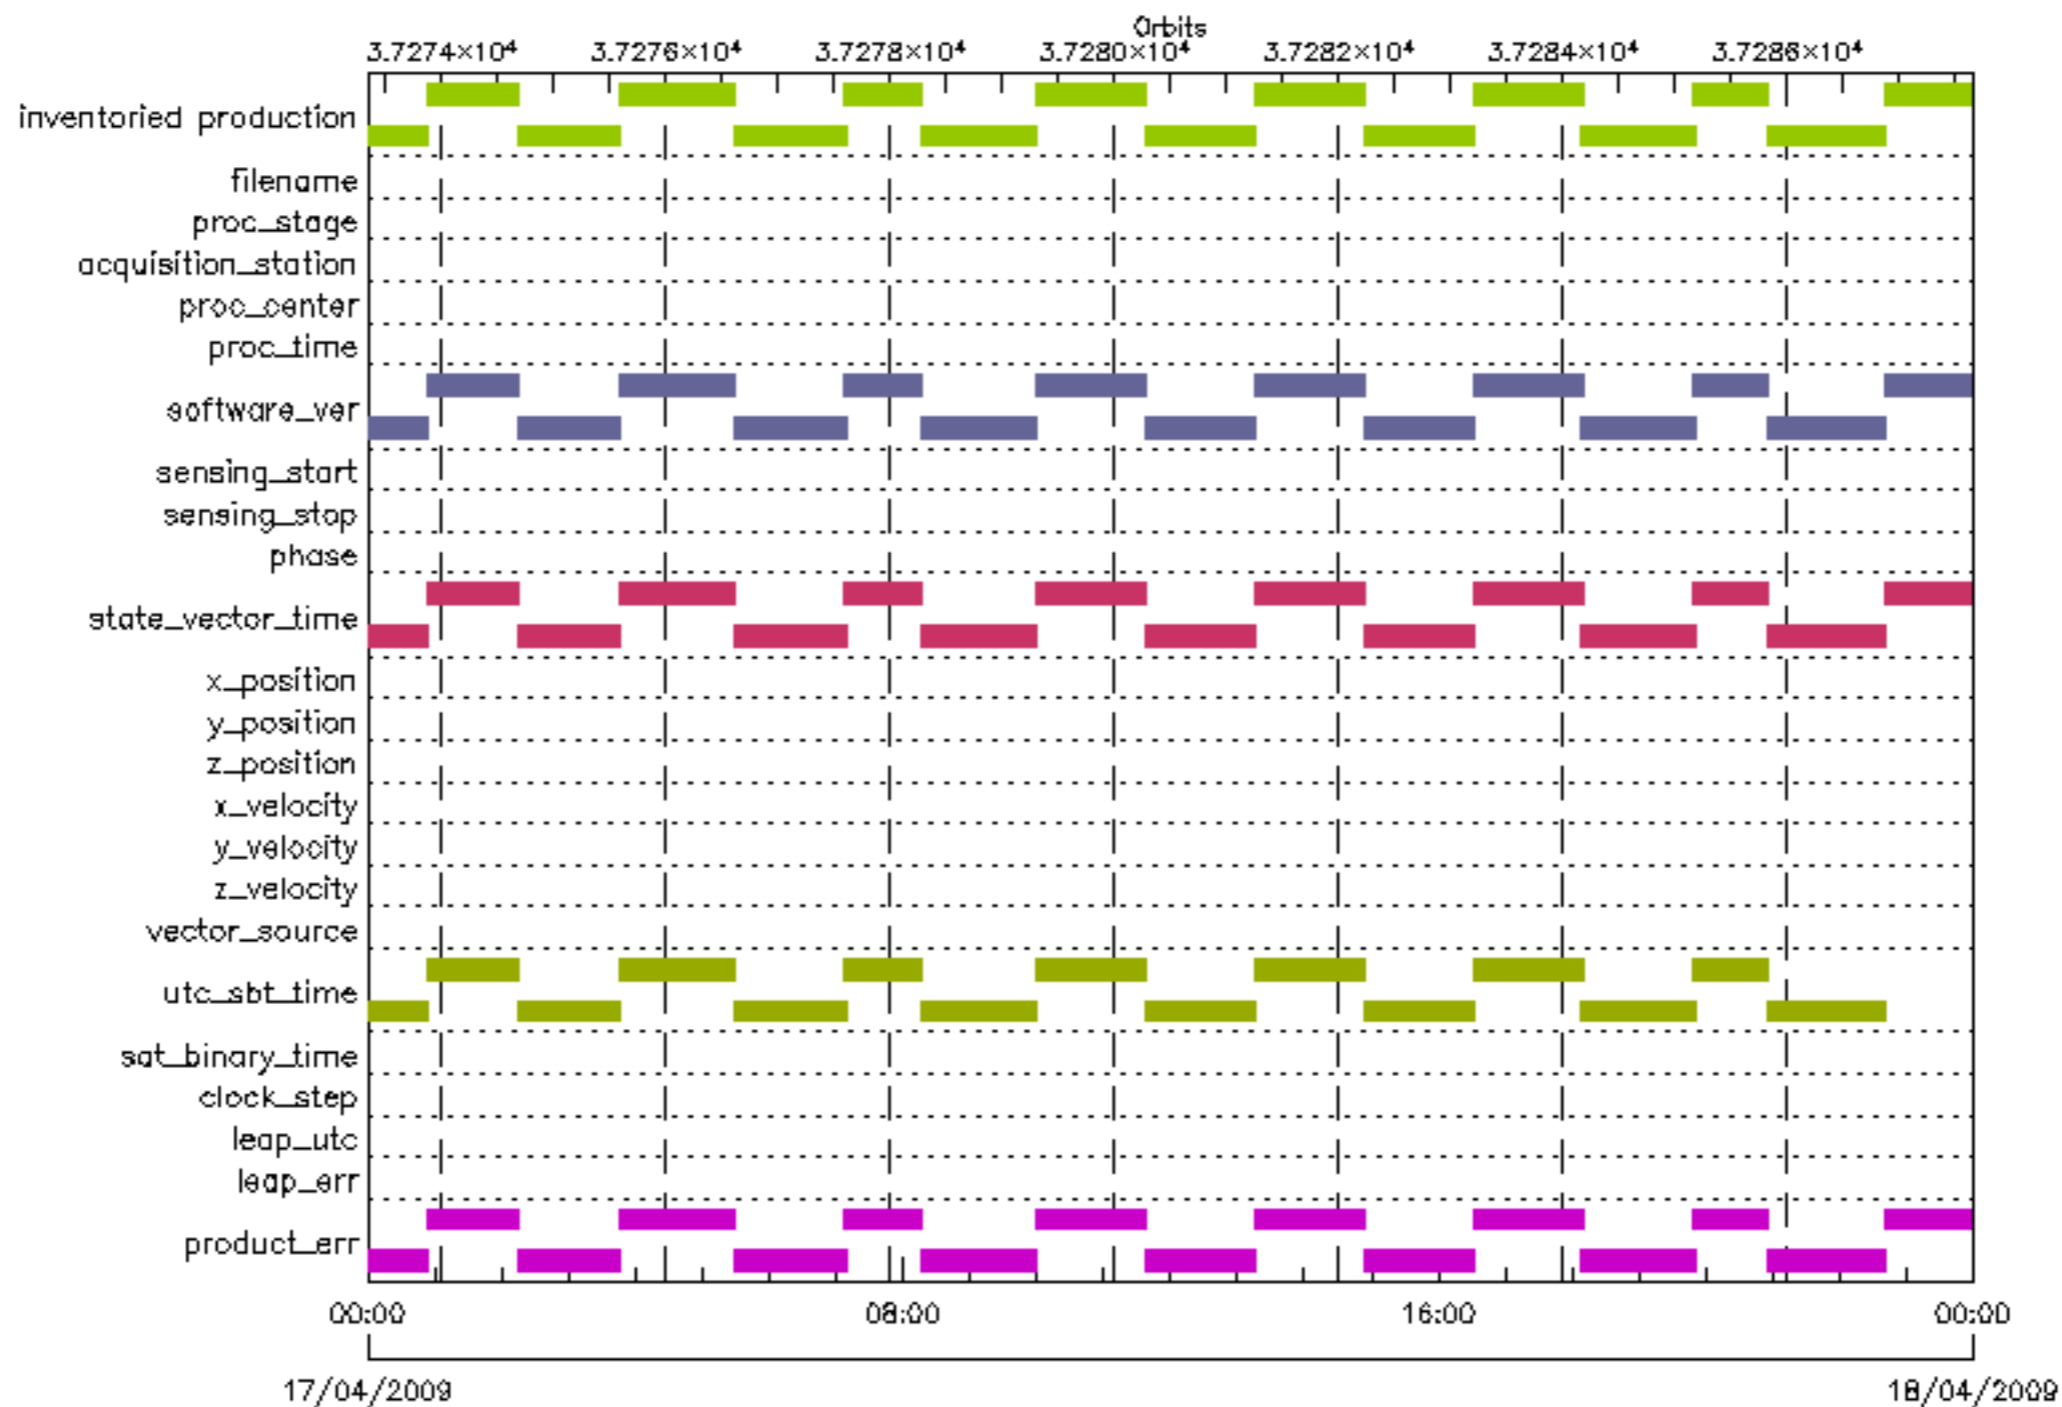 Orbits
3.7274×10⁴ 3.7276×10⁴ 3.7278×10⁴ 3.7280×10⁴ 3.7282×10⁴ 3.7284×10⁴ 3.7286×10⁴
inventoried production
filename
proc_stage
acquisition_station
proc_center
proc_time
software_ver
sensing_start
sensing_stop
phase
state_vector_time
x_position
y_position
z_position
x_velocity
y_velocity
z_velocity
vector_source
utc_sbt_time
sat_binary_time
clock_step
leap_utc
leap_err
product_err
00:00 08:00 16:00 00:00
17/04/2009 18/04/2009